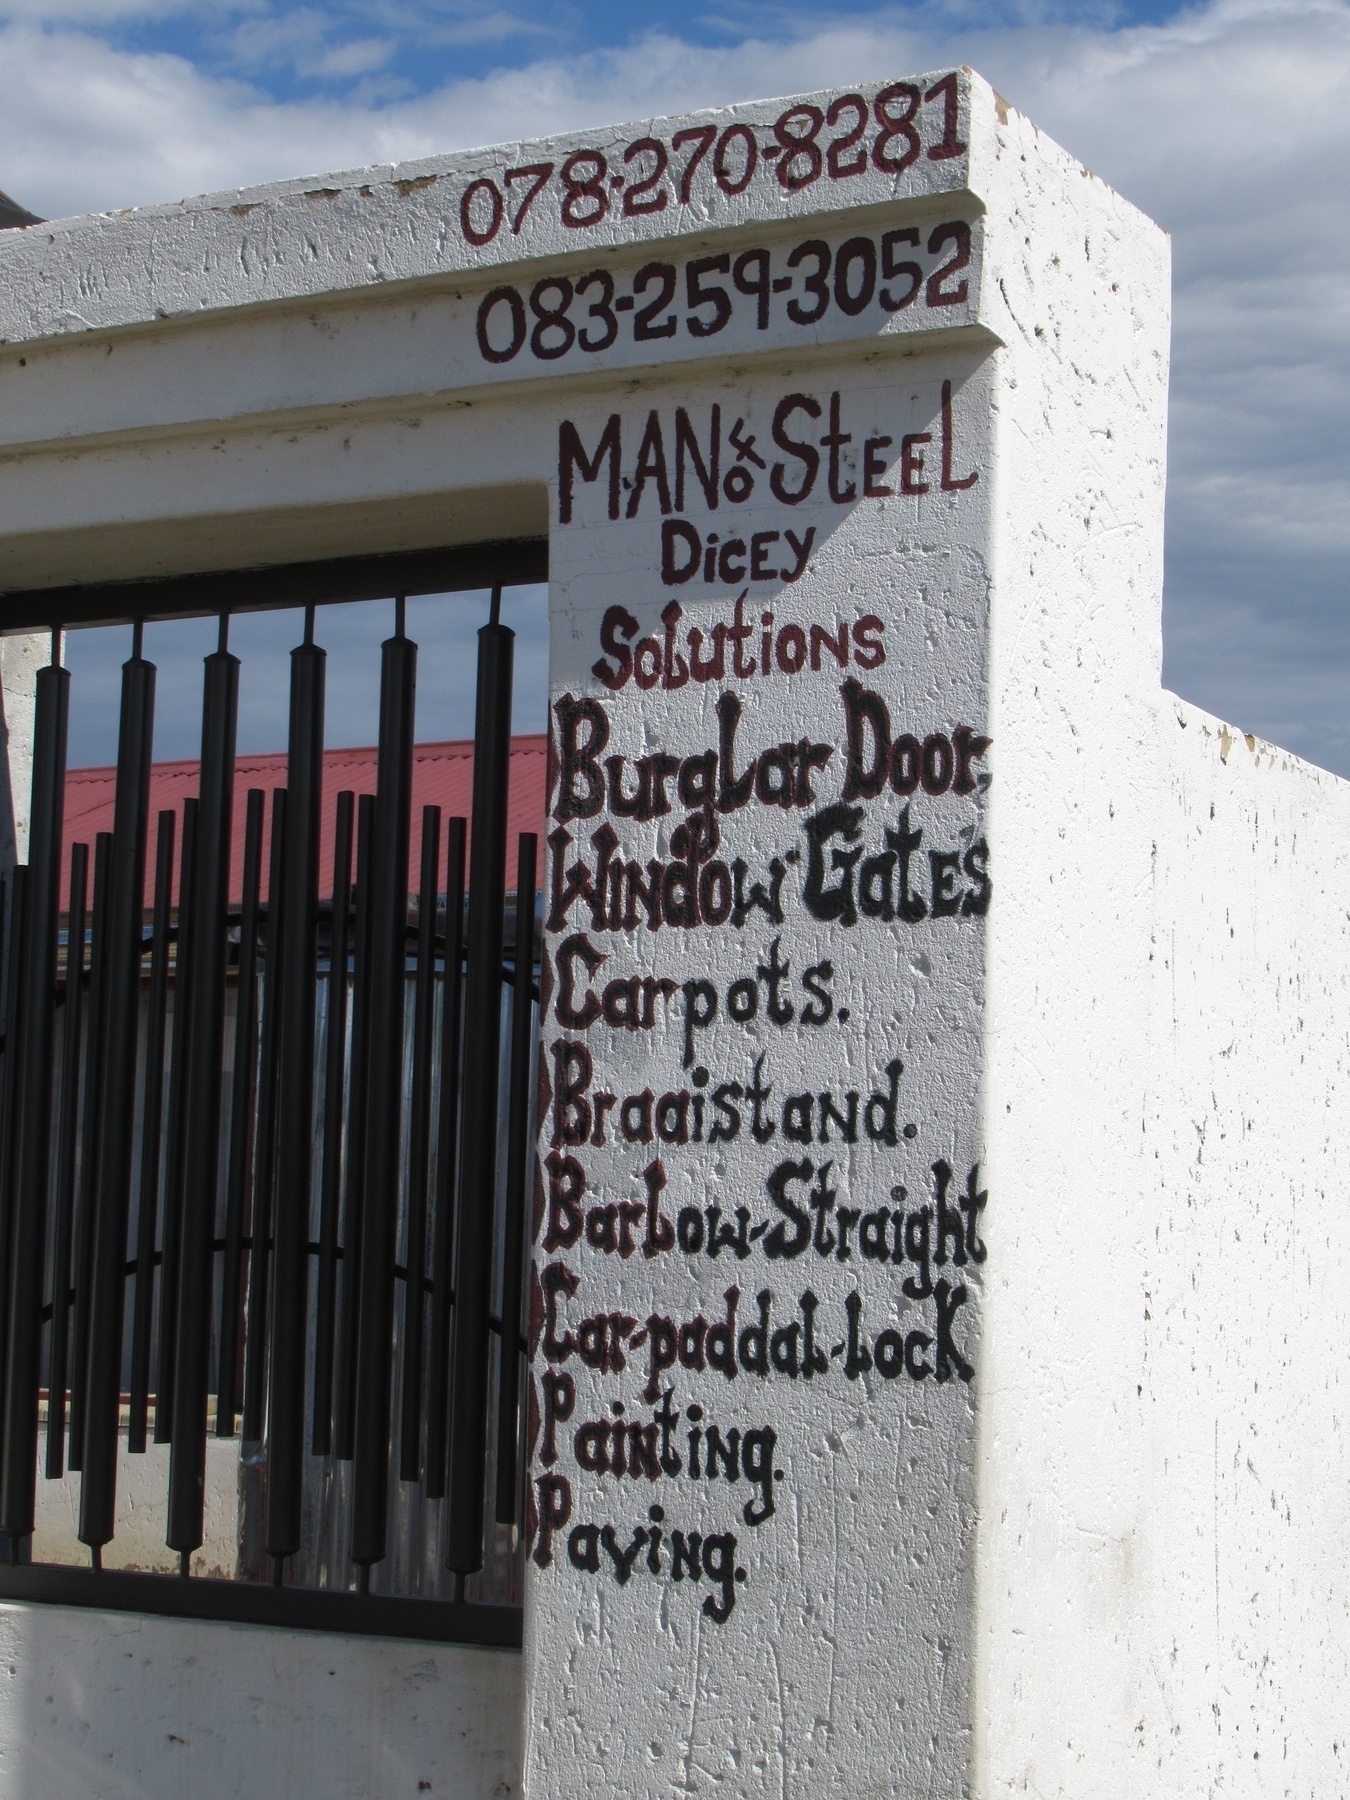 078-270-8281
083-259-3052
MAN OF SteeL
DicEY
SoLutioNS
BurgLar Door,
WiNdow GatEs
Carpots.
Braaistand.
BarLow-Straight
Car-paddaL-Lock
Painting.
Paving.